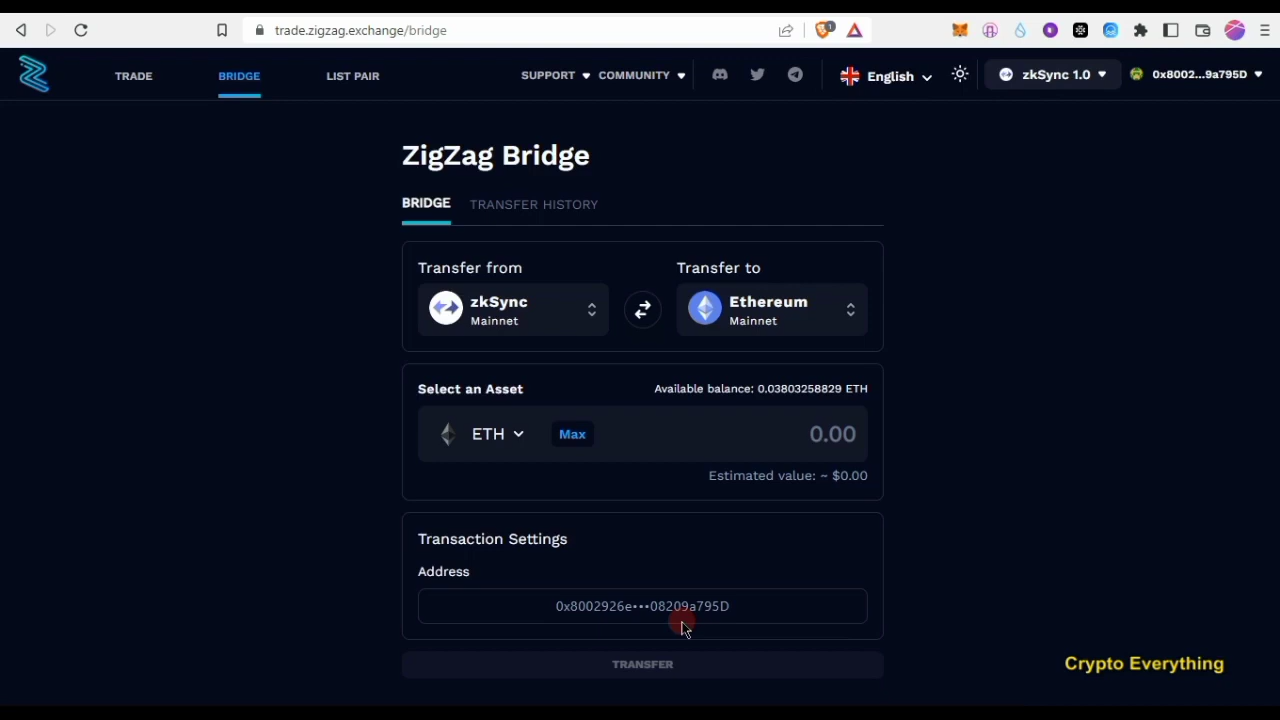 trade.zigzag.exchange/bridge
1
TRADE
BRIDGE
LIST PAIR
SUPPORT
COMMUNITY
English
zkSync 1.0
0x8002...9a795D
ZigZag Bridge
BRIDGE
TRANSFER HISTORY
Transfer from
Transfer to
zkSync
Mainnet
Ethereum
Mainnet
Select an Asset
Available balance: 0.03803258829 ETH
ETH
Max
0.00
Estimated value: ~ $0.00
Transaction Settings
Address
0x8002926e•••08209a795D
TRANSFER
Crypto Everything